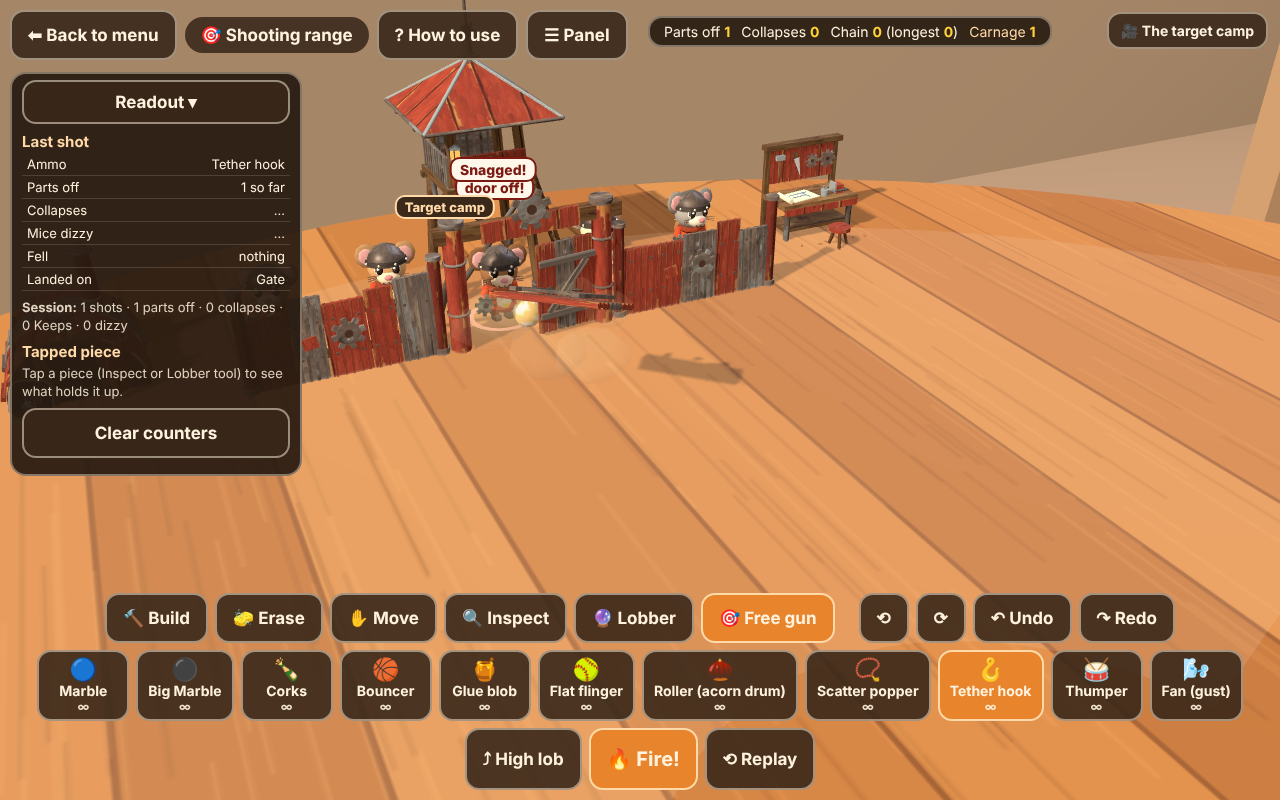 ⬅ Back to menu
🎯 Shooting range
? How to use
☰ Panel
Parts off 1 Collapses 0 Chain 0 (longest 0) Carnage 1
🎥 The target camp
Readout ▾
Last shot
Ammo Tether hook
Parts off 1 so far
Collapses ...
Mice dizzy ...
Fell nothing
Landed on Gate
Session: 1 shots · 1 parts off · 0 collapses ·
0 Keeps · 0 dizzy
Tapped piece
Tap a piece (Inspect or Lobber tool) to see
what holds it up.
Clear counters
Snagged!
door off!
Target camp
🔨 Build
🧽 Erase
✋ Move
🔍 Inspect
🔮 Lobber
🎯 Free gun
⟲
⟳
↶ Undo
↷ Redo
Marble
∞
Big Marble
∞
Corks
∞
Bouncer
∞
Glue blob
∞
Flat flinger
∞
Roller (acorn drum)
∞
Scatter popper
∞
Tether hook
∞
Thumper
∞
Fan (gust)
∞
⤴ High lob
🔥 Fire!
⟲ Replay